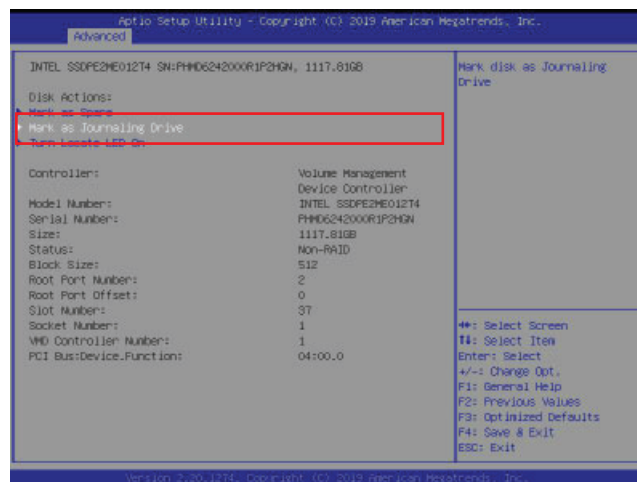 Aptio Setup Utility - Copyright (C) 2019 American Megatrends, Inc.
Advanced
INTEL SSDPE2ME012T4 SN:PHMD6242000R1P2HGN, 1117.81GB
Disk Actions:
Mark as Spare
Mark as Journaling Drive
Turn Locate LED On
Controller: Volume Management
Device Controller
Model Number: INTEL SSDPE2ME012T4
Serial Number: PHMD6242000R1P2HGN
Size: 1117.81GB
Status: Non-RAID
Block Size: 512
Root Port Number: 2
Root Port Offset: 0
Slot Number: 37
Socket Number: 1
VMD Controller Number: 1
PCI Bus:Device.Function: 04:00.0
Mark disk as Journaling
Drive
→←: Select Screen
↑↓: Select Item
Enter: Select
+/-: Change Opt.
F1: General Help
F2: Previous Values
F3: Optimized Defaults
F4: Save & Exit
ESC: Exit
Version 2.20.1274. Copyright (C) 2019 American Megatrends, Inc.